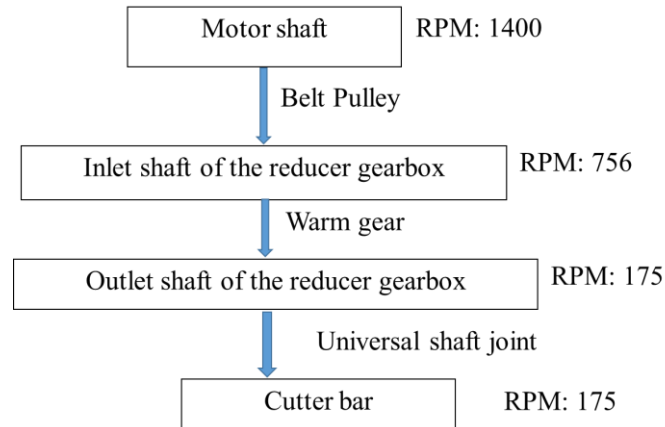 Motor shaft RPM: 1400
Belt Pulley
Inlet shaft of the reducer gearbox RPM: 756
Warm gear
Outlet shaft of the reducer gearbox RPM: 175
Universal shaft joint
Cutter bar RPM: 175